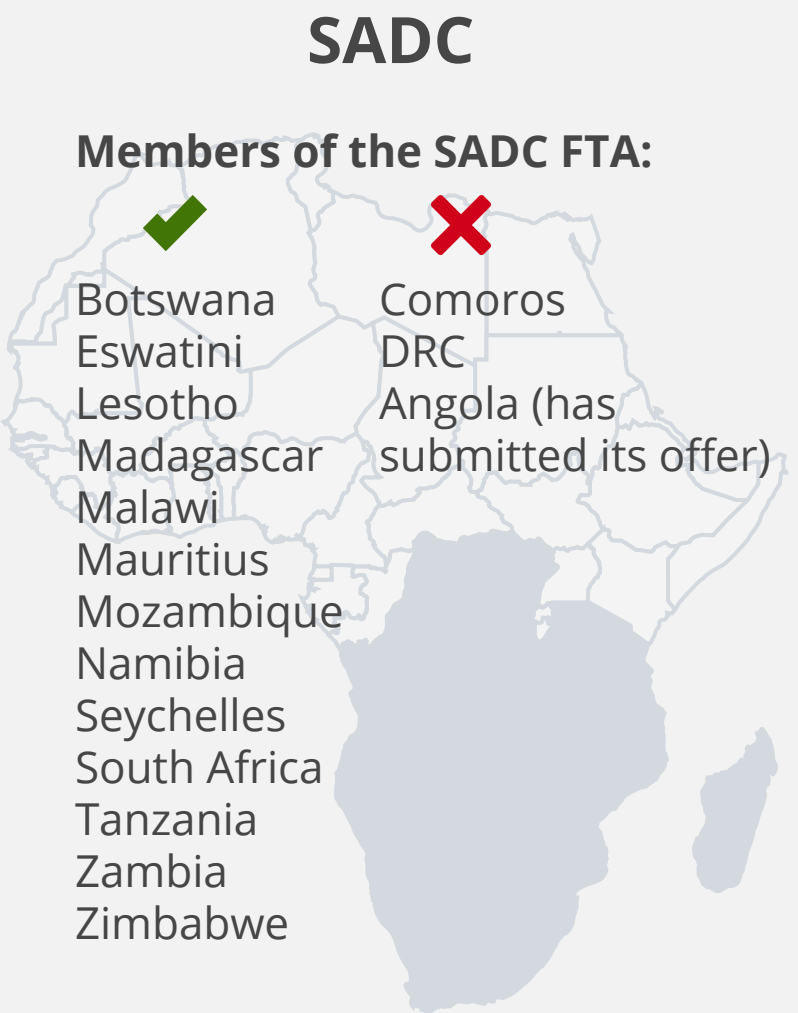 SADC
Members of the SADC FTA:
Botswana
Eswatini
Lesotho
Madagascar
Malawi
Mauritius
Mozambique
Namibia
Seychelles
South Africa
Tanzania
Zambia
Zimbabwe
Comoros
DRC
Angola (has
submitted its offer)